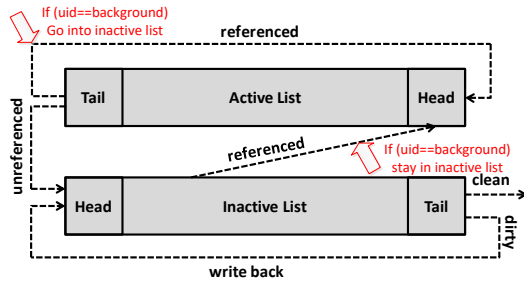 If (uid==background)
Go into inactive list
referenced
Tail
Active List
Head
unreferenced
referenced
If (uid==background)
stay in inactive list
clean
Head
Inactive List
Tail
dirty
write back